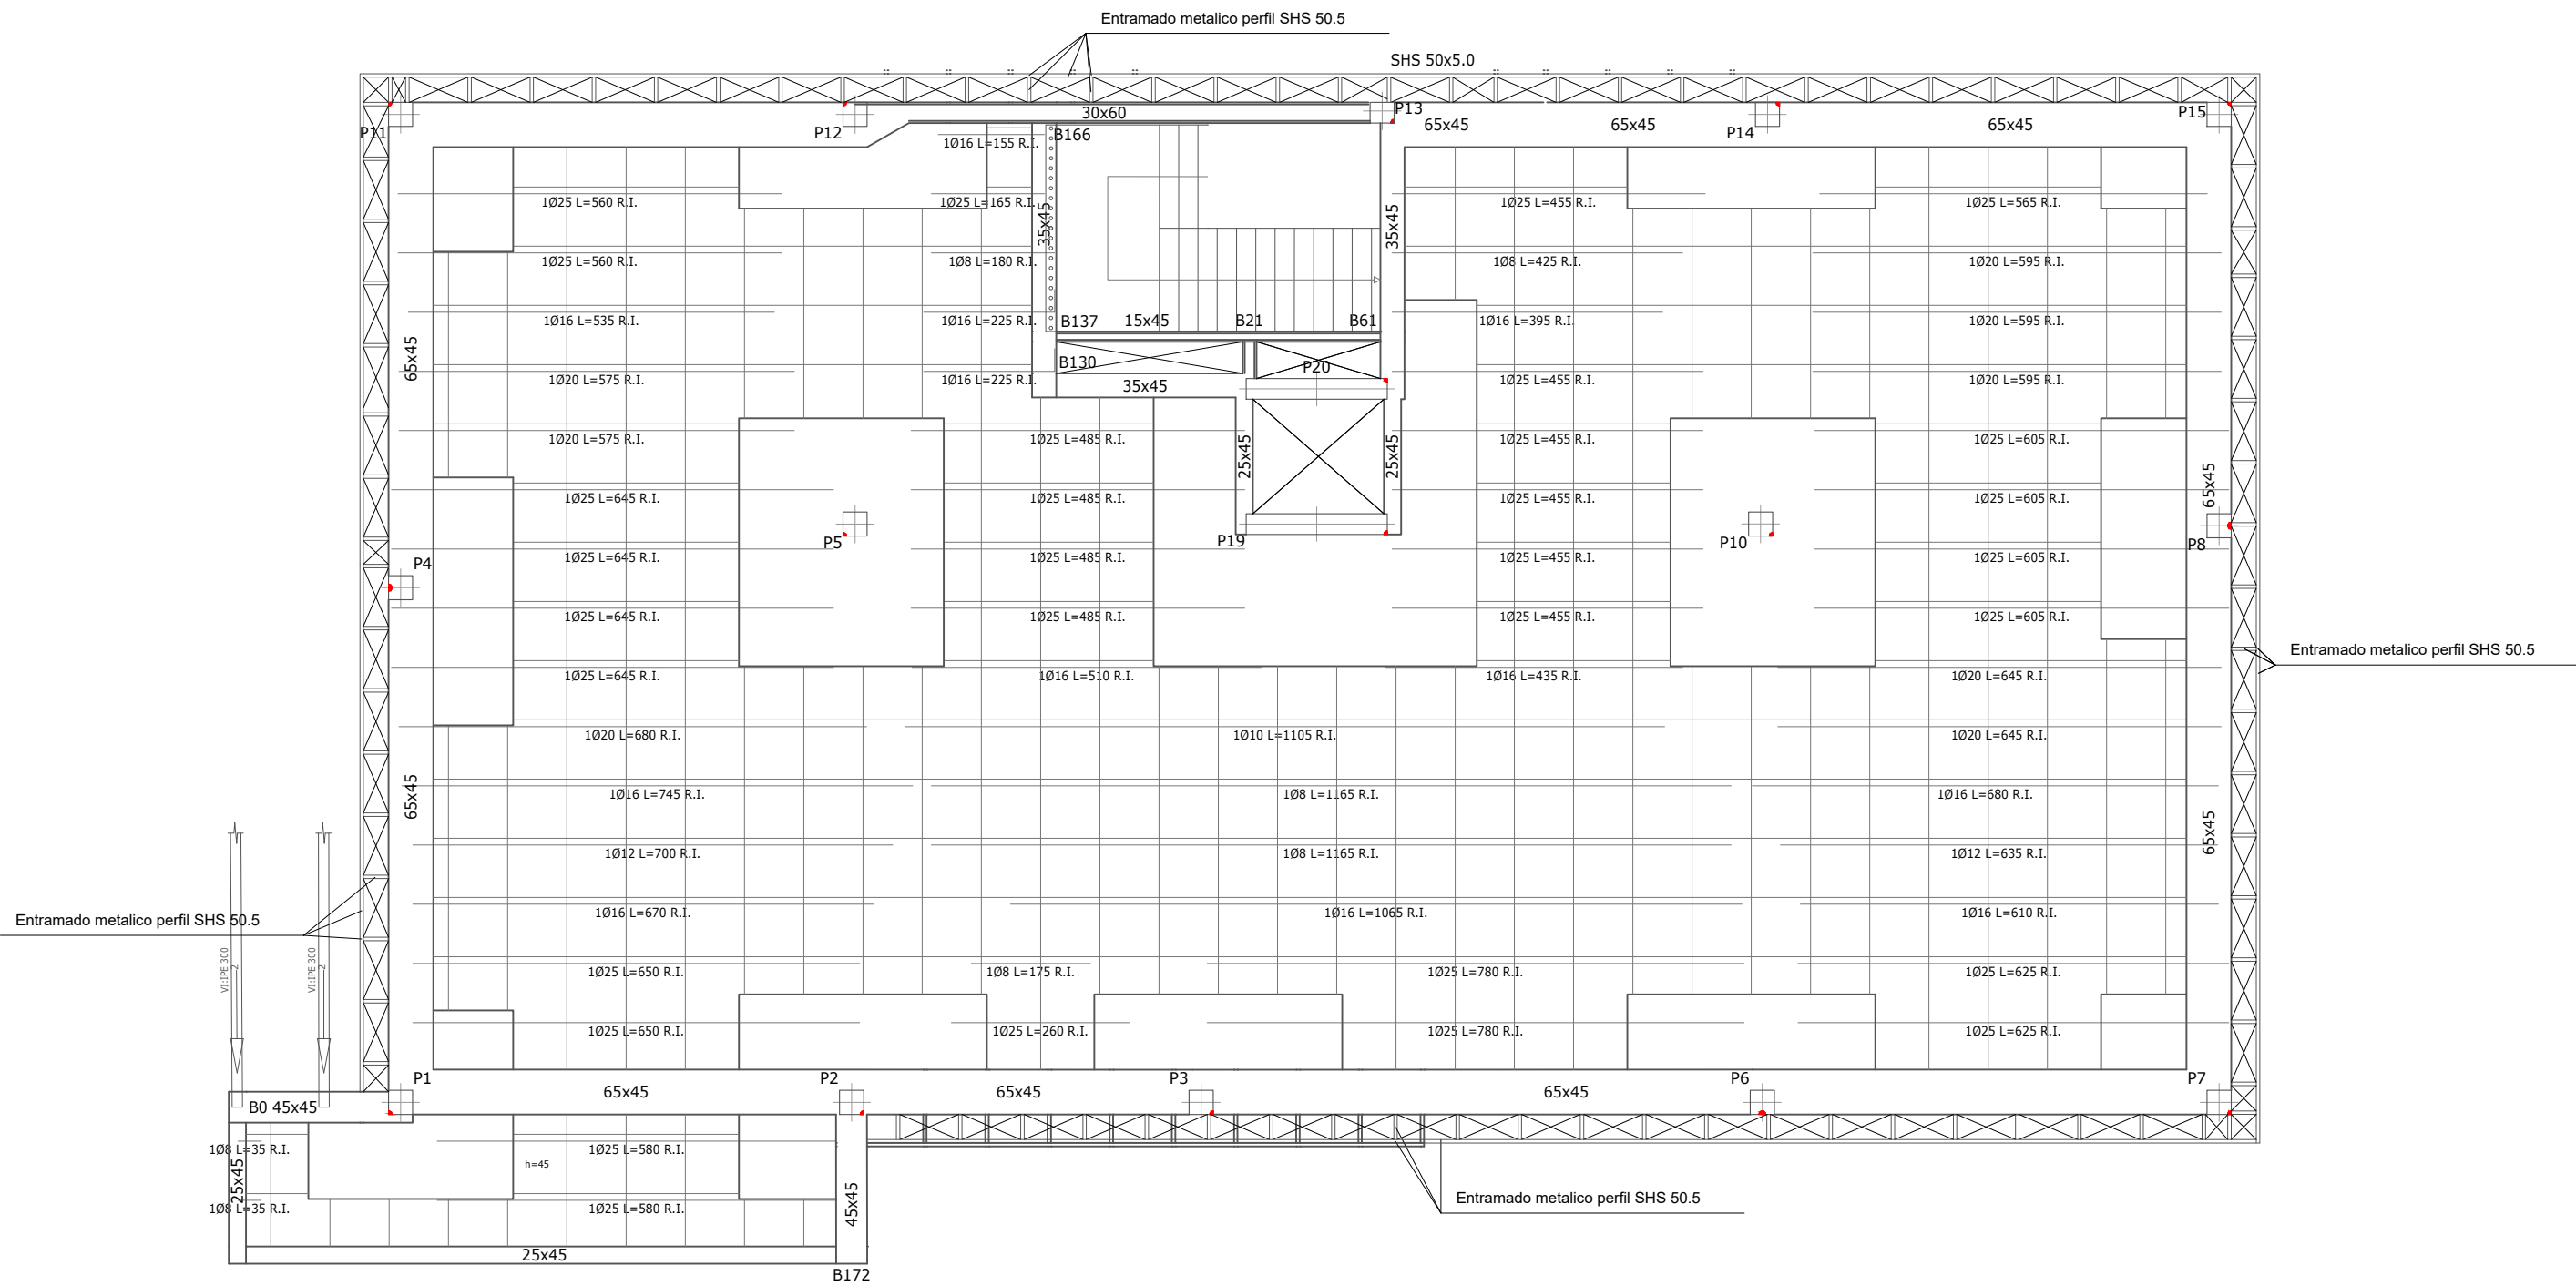 Entramado metalico perfil SHS 50.5
SHS 50x5.0
P11
P12
30x60
P13
65x45
65x45
P14
65x45
P15
1Ø16 L=155 R.I.
B166
1Ø25 L=560 R.I.
1Ø25 L=165 R.I.
35x45
35x45
1Ø25 L=455 R.I.
1Ø25 L=565 R.I.
1Ø25 L=560 R.I.
1Ø8 L=180 R.I.
1Ø8 L=425 R.I.
1Ø20 L=595 R.I.
1Ø16 L=535 R.I.
1Ø16 L=225 R.I.
B137
15x45
B21
B61
1Ø16 L=395 R.I.
1Ø20 L=595 R.I.
65x45
B130
P20
1Ø20 L=575 R.I.
1Ø16 L=225 R.I.
35x45
1Ø25 L=455 R.I.
1Ø20 L=595 R.I.
1Ø20 L=575 R.I.
1Ø25 L=485 R.I.
25x45
25x45
1Ø25 L=455 R.I.
1Ø25 L=605 R.I.
65x45
1Ø25 L=645 R.I.
1Ø25 L=485 R.I.
1Ø25 L=455 R.I.
1Ø25 L=605 R.I.
P5
P19
P10
P8
P4
1Ø25 L=645 R.I.
1Ø25 L=485 R.I.
1Ø25 L=455 R.I.
1Ø25 L=605 R.I.
1Ø25 L=645 R.I.
1Ø25 L=485 R.I.
1Ø25 L=455 R.I.
1Ø25 L=605 R.I.
Entramado metalico perfil SHS 50.5
1Ø25 L=645 R.I.
1Ø16 L=510 R.I.
1Ø16 L=435 R.I.
1Ø20 L=645 R.I.
1Ø20 L=680 R.I.
1Ø10 L=1105 R.I.
1Ø20 L=645 R.I.
65x45
1Ø16 L=745 R.I.
1Ø8 L=1165 R.I.
1Ø16 L=680 R.I.
65x45
1Ø12 L=700 R.I.
1Ø8 L=1165 R.I.
1Ø12 L=635 R.I.
Entramado metalico perfil SHS 50.5
1Ø16 L=670 R.I.
1Ø16 L=1065 R.I.
1Ø16 L=610 R.I.
VI::IPE 300
2
VI::IPE 300
2
1Ø25 L=650 R.I.
1Ø8 L=175 R.I.
1Ø25 L=780 R.I.
1Ø25 L=625 R.I.
1Ø25 L=650 R.I.
1Ø25 L=260 R.I.
1Ø25 L=780 R.I.
1Ø25 L=625 R.I.
P1
P2
P3
P6
P7
B0 45x45
65x45
65x45
65x45
1Ø8 L=35 R.I.
1Ø25 L=580 R.I.
h=45
25x45
45x45
Entramado metalico perfil SHS 50.5
1Ø8 L=35 R.I.
1Ø25 L=580 R.I.
25x45
B172